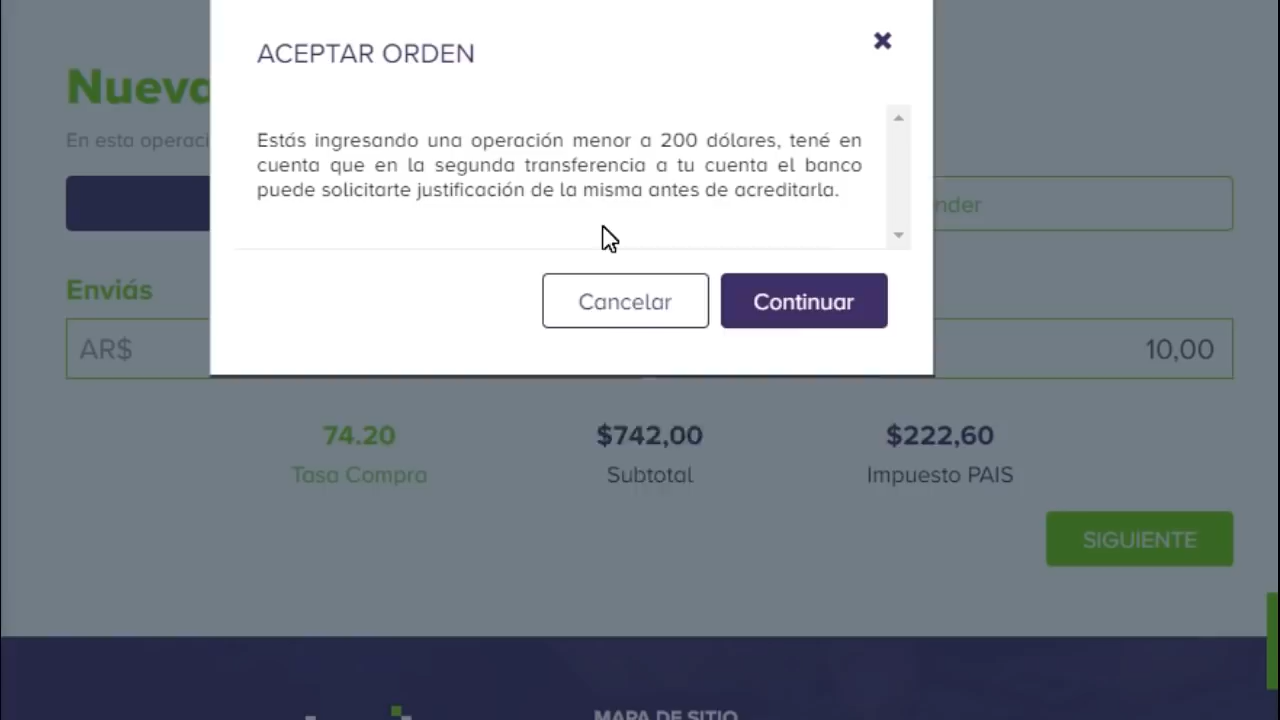 ACEPTAR ORDEN
Nueva
En esta operaci
Estás ingresando una operación menor a 200 dólares, tené en
cuenta que en la segunda transferencia a tu cuenta el banco
puede solicitarte justificación de la misma antes de acreditarla.
nder
Enviás
Cancelar
Continuar
AR$
10,00
74.20
$742,00
$222,60
Tasa Compra
Subtotal
Impuesto PAIS
SIGUIENTE
MAPA DE SITIO